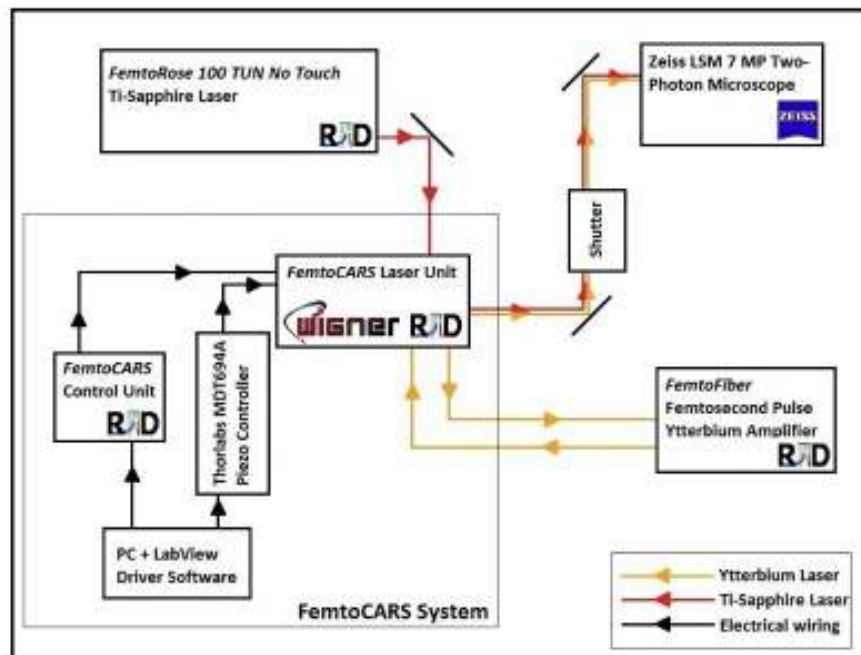 FemtoRose 100 TUN No Touch
Ti-Sapphire Laser
R&D
Zeiss LSM 7 MP Two-
Photon Microscope
ZEISS
Shutter
FemtoCARS Laser Unit
wigner R&D
FemtoCARS
Control Unit
R&D
Thorlabs MDT694A
Piezo Controller
FemtoFiber
Femtosecond Pulse
Ytterbium Amplifier
R&D
PC + LabView
Driver Software
FemtoCARS System
Ytterbium Laser
Ti-Sapphire Laser
Electrical wiring